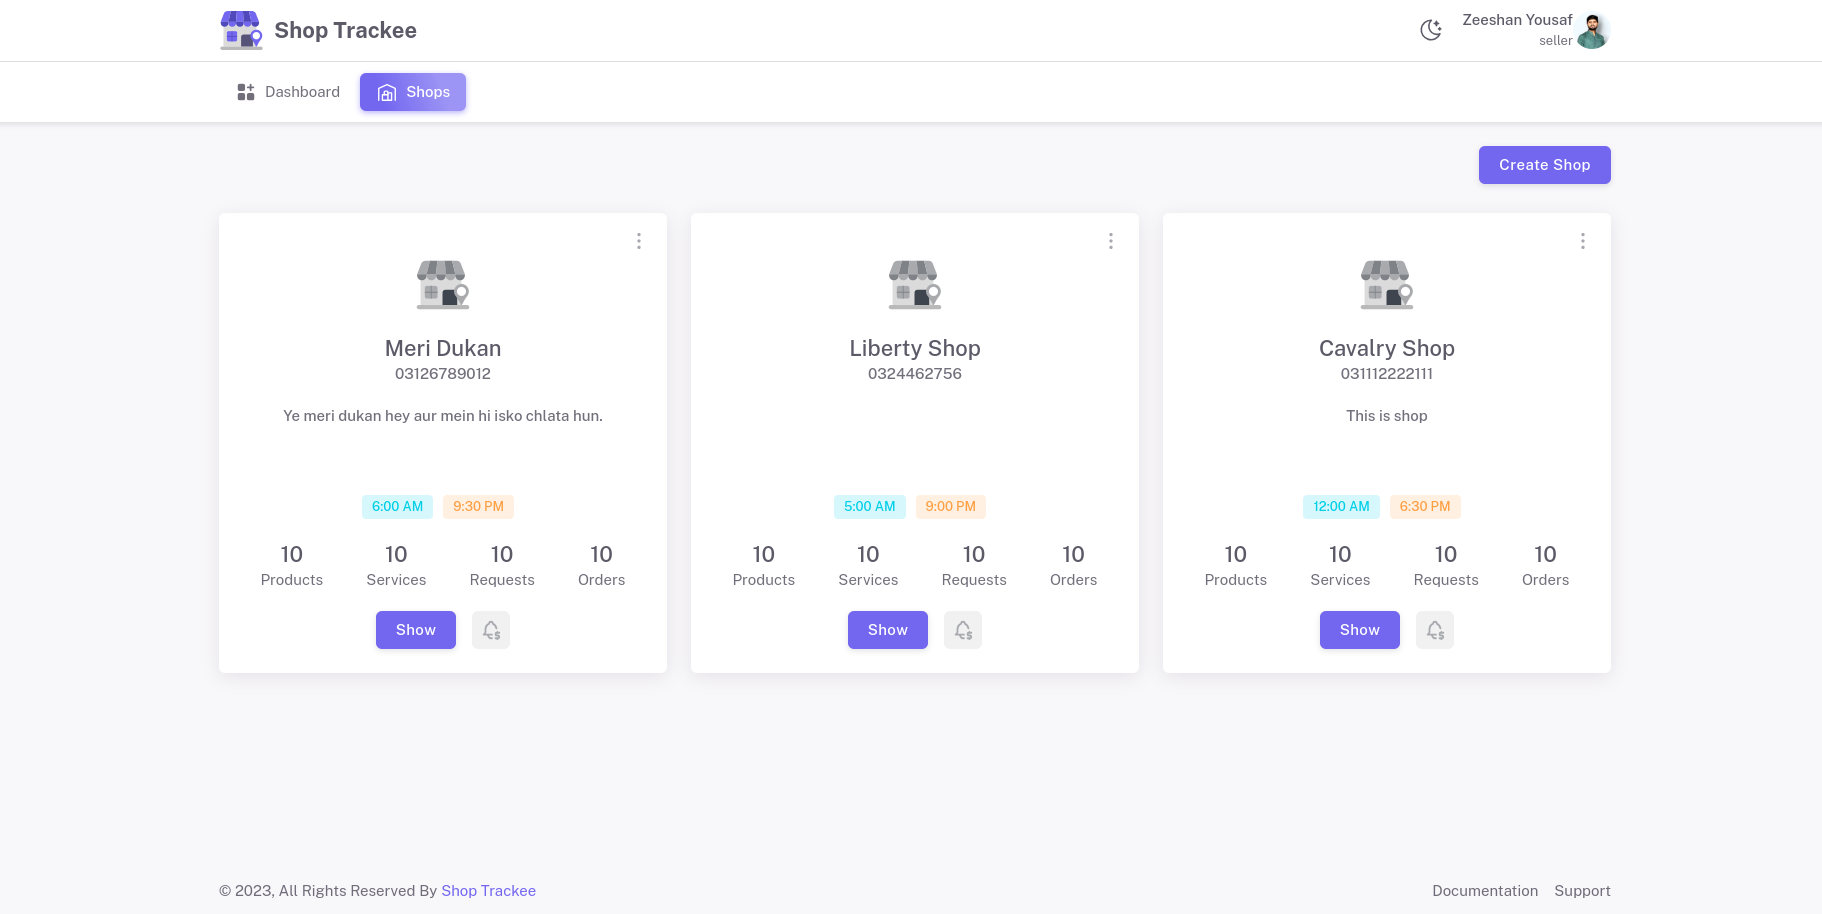 Shop Trackee
Zeeshan Yousaf
seller
Dashboard
Shops
Create Shop
Meri Dukan
03126789012
Ye meri dukan hey aur mein hi isko chlata hun.
6:00 AM 9:30 PM
10 10 10 10
Products Services Requests Orders
Show
Liberty Shop
0324462756
5:00 AM 9:00 PM
10 10 10 10
Products Services Requests Orders
Show
Cavalry Shop
031112222111
This is shop
12:00 AM 6:30 PM
10 10 10 10
Products Services Requests Orders
Show
© 2023, All Rights Reserved By Shop Trackee
Documentation Support